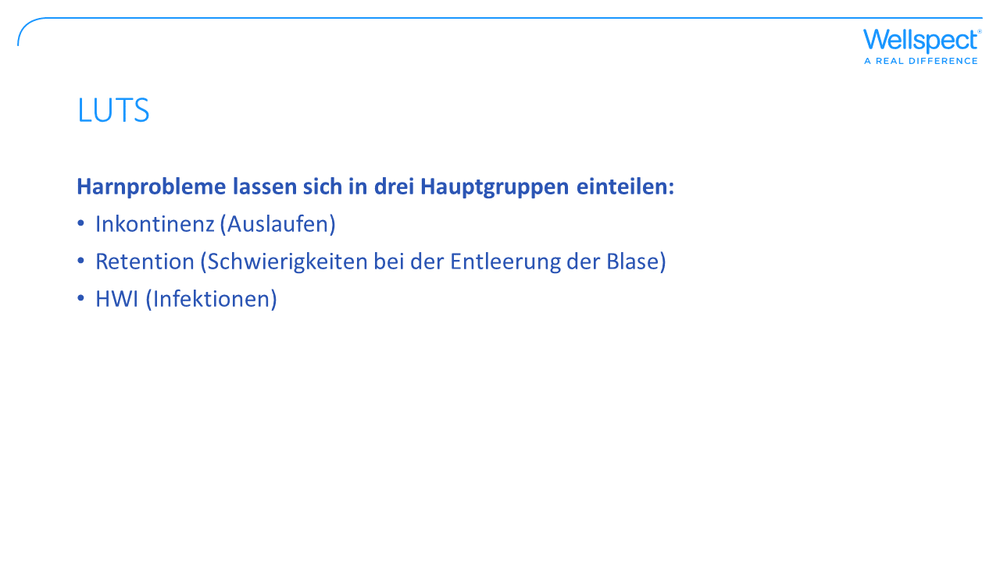 Wellspect®
A REAL DIFFERENCE
LUTS
Harnprobleme lassen sich in drei Hauptgruppen einteilen:
• Inkontinenz (Auslaufen)
• Retention (Schwierigkeiten bei der Entleerung der Blase)
• HWI (Infektionen)